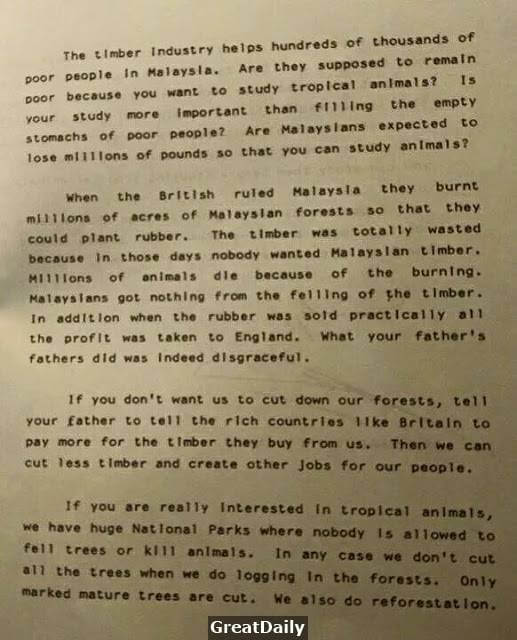 The timber industry helps hundreds of thousands of
poor people in Malaysia. Are they supposed to remain
poor because you want to study tropical animals? Is
your study more important than filling the empty
stomachs of poor people? Are Malaysians expected to
lose millions of pounds so that you can study animals?
When the British ruled Malaysia they burnt
millions of acres of Malaysian forests so that they
could plant rubber. The timber was totally wasted
because in those days nobody wanted Malaysian timber.
Millions of animals die because of the burning.
Malaysians got nothing from the felling of the timber.
In addition when the rubber was sold practically all
the profit was taken to England. What your father's
fathers did was indeed disgraceful.
If you don't want us to cut down our forests, tell
your father to tell the rich countries like Britain to
pay more for the timber they buy from us. Then we can
cut less timber and create other jobs for our people.
If you are really interested in tropical animals,
we have huge National Parks where nobody is allowed to
fell trees or kill animals. In any case we don't cut
all the trees when we do logging in the forests. Only
marked mature trees are cut. We also do reforestation.
GreatDaily